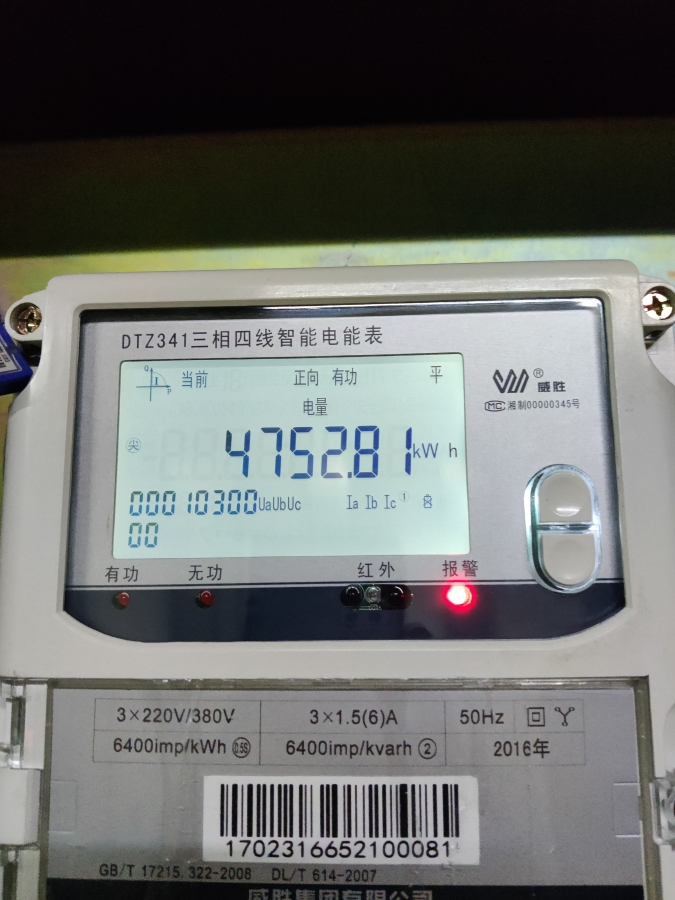 DTZ341三相四线智能电能表
当前 正向 有功 平
电量
尖 4752.81 kWh
00010300 UaUbUc Ia Ib Ic ①
00
威胜®
MC 湘制00000345号
有功 无功 红外 报警
3×220V/380V 3×1.5(6)A 50Hz
6400imp/kWh 0.5S 6400imp/kvarh ② 2016年
1702316652100081
GB/T 17215.322-2008 DL/T 614-2007
威胜集团有限公司